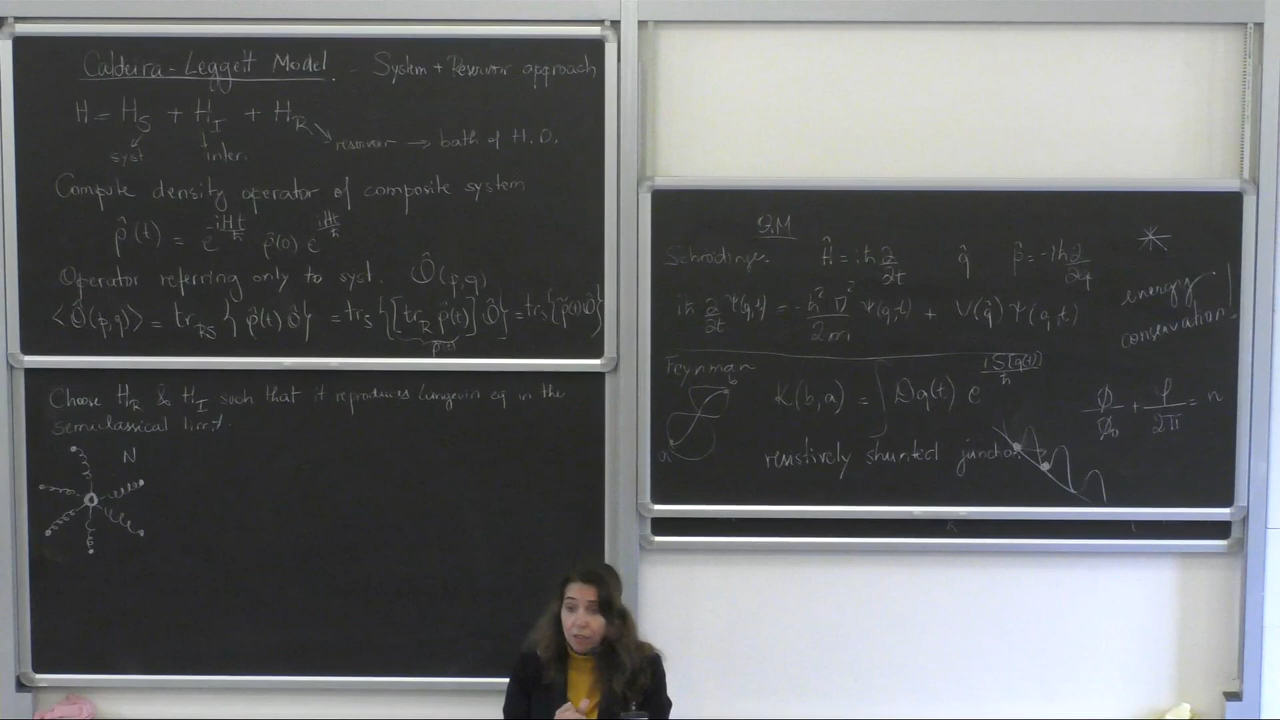 Caldeira-Leggett Model. - System + Reservoir approach
H = H_S + H_I + H_R
syst inter. reservoir → bath of H.O.
Compute density operator of composite system
ρ̂(t) = e^{-iHt/ħ} ρ̂(0) e^{iHt/ħ}
Operator referring only to syst. Ô(p,q)
⟨Ô(p,q)⟩ = tr_{RS} { ρ̂(t) Ô } = tr_S {[tr_R ρ̂(t)] Ô} = tr_S {ρ̃(t) Ô}
ρ̃(t)
Choose H_R & H_I such that it reproduces Langevin eq in the
semiclassical limit.
N
Q.M
Schrödinger Ĥ = iħ ∂/∂t q̂ p̂ = -iħ ∂/∂q
iħ ∂/∂t Ψ(q,t) = -ħ²∇²/2m Ψ(q,t) + V(q̂) Ψ(q,t)
energy
conservation!
Feynman
b
a
K(b,a) = ∫ Dq(t) e^{iS[q(t)]/ħ}
φ/φ₀ + φ/2π = n
resistively shunted junction